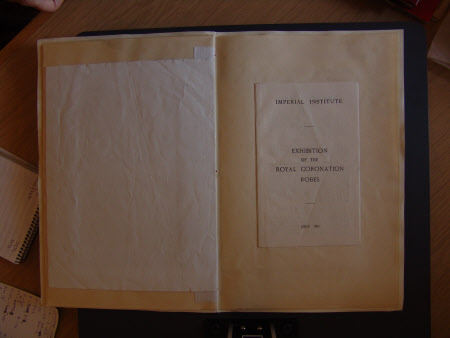 IMPERIAL INSTITUTE
EXHIBITION
OF THE
ROYAL CORONATION
ROBES